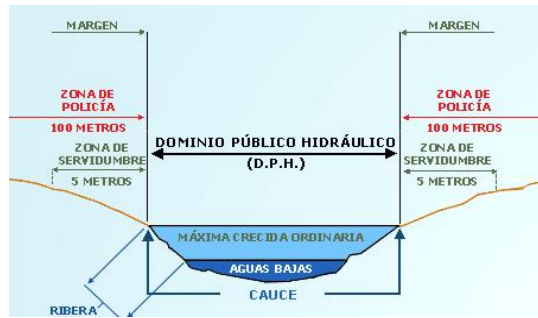 MARGEN
MARGEN
ZONA DE
POLICÍA
100 METROS
ZONA DE
POLICÍA
100 METROS
DOMINIO PÚBLICO HIDRÁULICO
(D.P.H.)
ZONA DE
SERVIDUMBRE
5 METROS
ZONA DE
SERVIDUMBRE
5 METROS
MÁXIMA CRECIDA ORDINARIA
AGUAS BAJAS
CAUCE
RIBERA